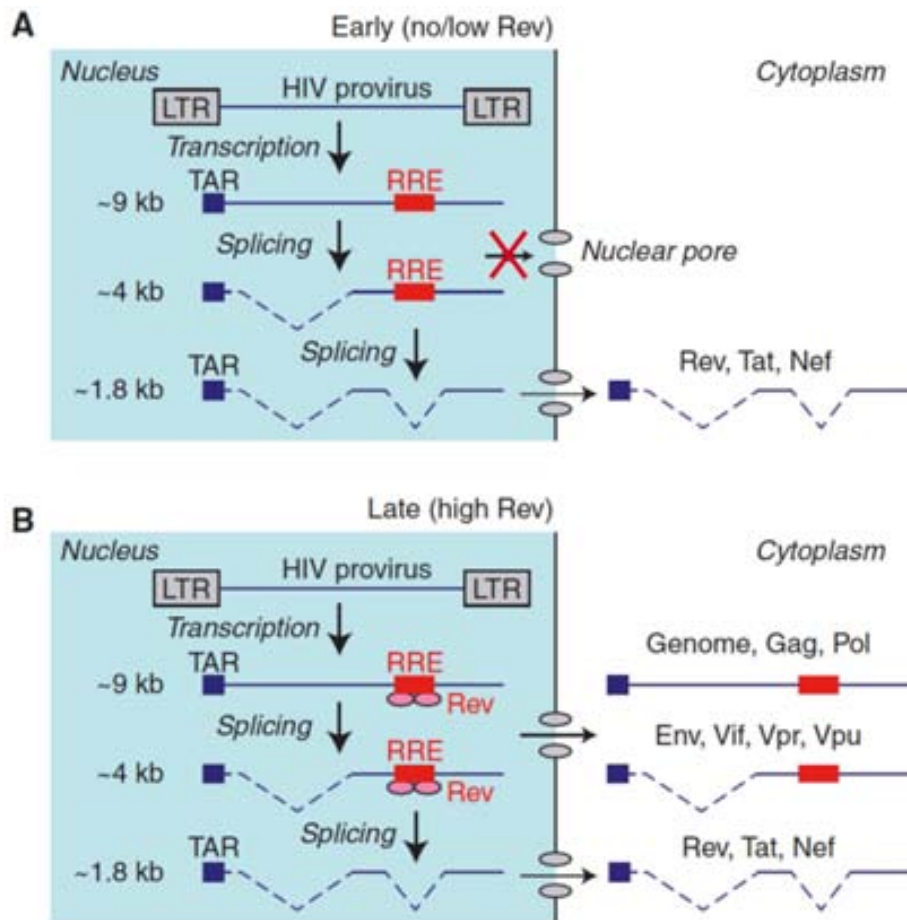 A
Early (no/low Rev)
Nucleus
Cytoplasm
LTR
HIV provirus
LTR
Transcription
TAR
RRE
~9 kb
Splicing
Nuclear pore
RRE
~4 kb
Splicing
TAR
Rev, Tat, Nef
~1.8 kb
B
Late (high Rev)
Nucleus
Cytoplasm
LTR
HIV provirus
LTR
Transcription
Genome, Gag, Pol
TAR
RRE
~9 kb
Rev
Splicing
Env, Vif, Vpr, Vpu
RRE
~4 kb
Rev
Splicing
TAR
Rev, Tat, Nef
~1.8 kb